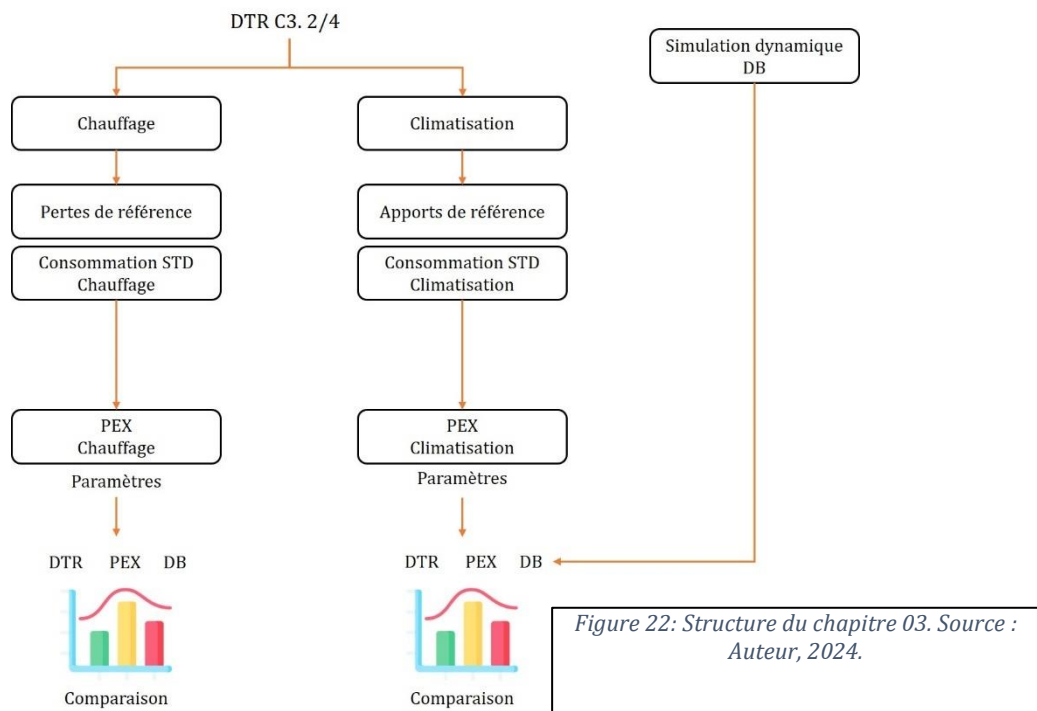 DTR C3. 2/4
Simulation dynamique
DB
Chauffage
Climatisation
Pertes de référence
Apports de référence
Consommation STD
Chauffage
Consommation STD
Climatisation
PEX
Chauffage
PEX
Climatisation
Paramètres
Paramètres
DTR PEX DB
DTR PEX DB
Comparaison
Comparaison
Figure 22: Structure du chapitre 03. Source :
Auteur, 2024.